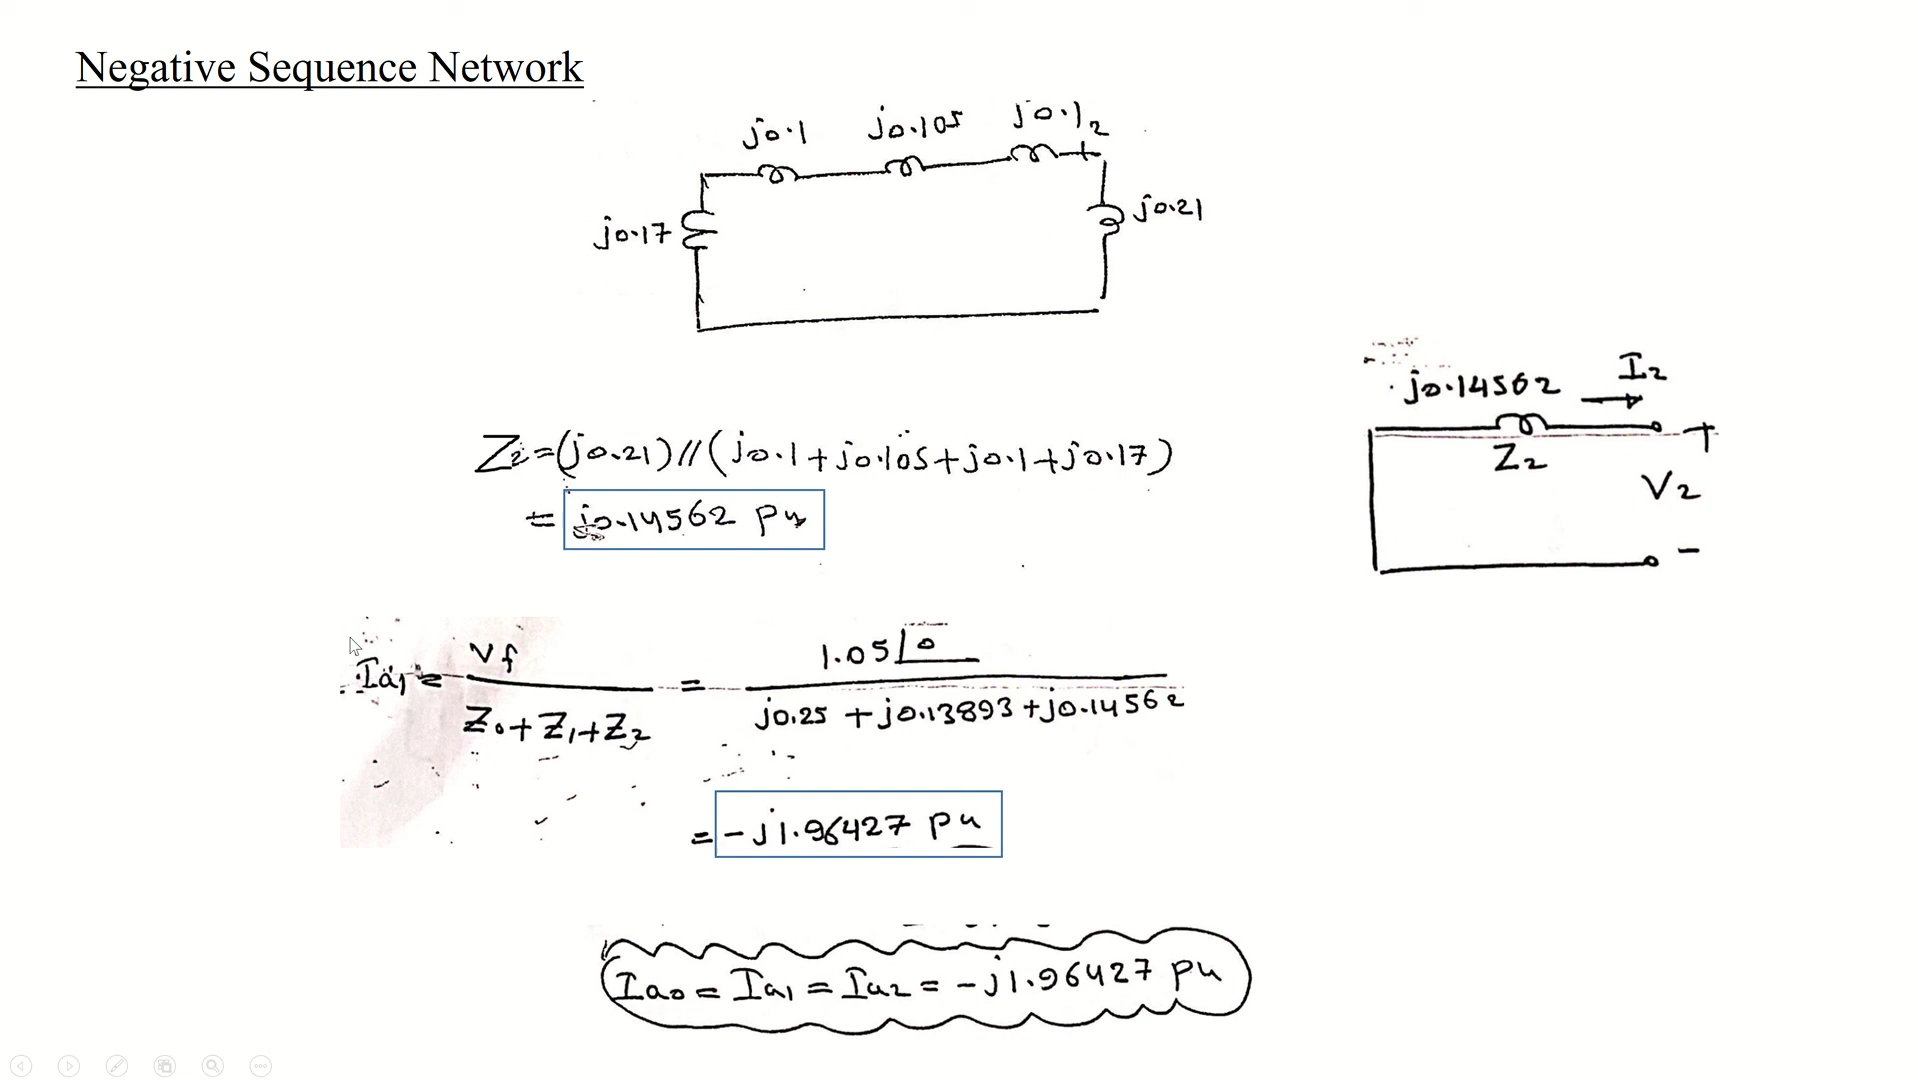 Negative Sequence Network
j0.1 j0.105 j0.12
j0.17
j0.21
j0.14562 I2
Z2
+
V2
-
Z2=(j0.21)//(j0.1+j0.105+j0.1+j0.17)
= j0.14562 pu
Ia1 = Vf / Z0+Z1+Z2 = 1.05∠0 / j0.25 + j0.13893 + j0.14562
= -j1.96427 pu
Ia0 = Ia1 = Ia2 = -j1.96427 pu